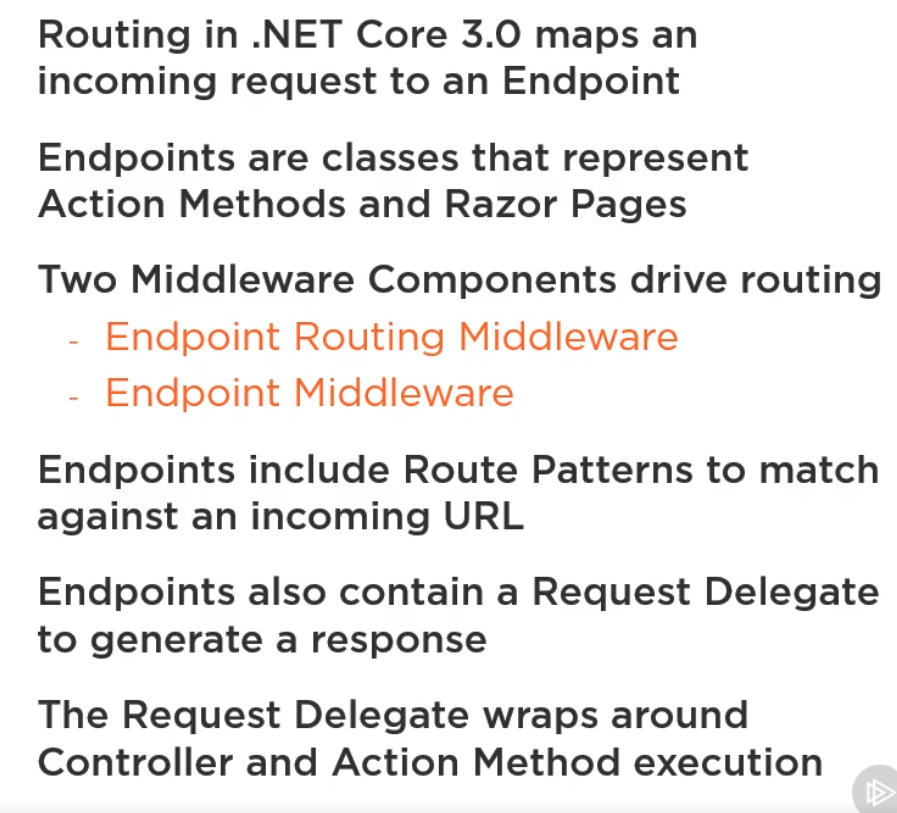 Routing in .NET Core 3.0 maps an
incoming request to an Endpoint
Endpoints are classes that represent
Action Methods and Razor Pages
Two Middleware Components drive routing
- Endpoint Routing Middleware
- Endpoint Middleware
Endpoints include Route Patterns to match
against an incoming URL
Endpoints also contain a Request Delegate
to generate a response
The Request Delegate wraps around
Controller and Action Method execution